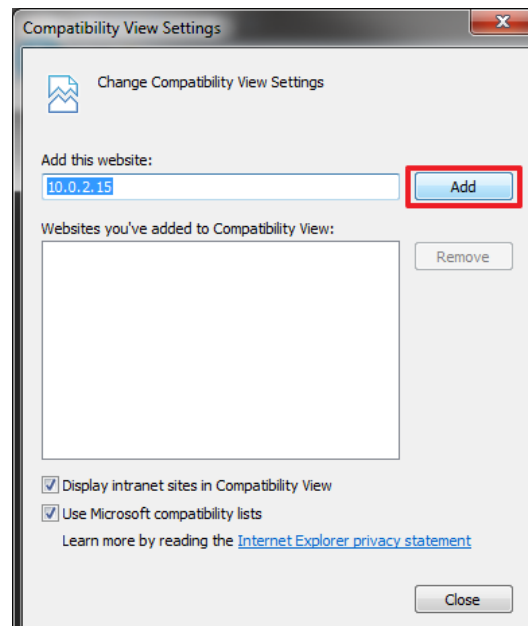 Compatibility View Settings
Change Compatibility View Settings
Add this website:
10.0.2.15
Add
Websites you've added to Compatibility View:
Remove
Display intranet sites in Compatibility View
Use Microsoft compatibility lists
Learn more by reading the Internet Explorer privacy statement
Close